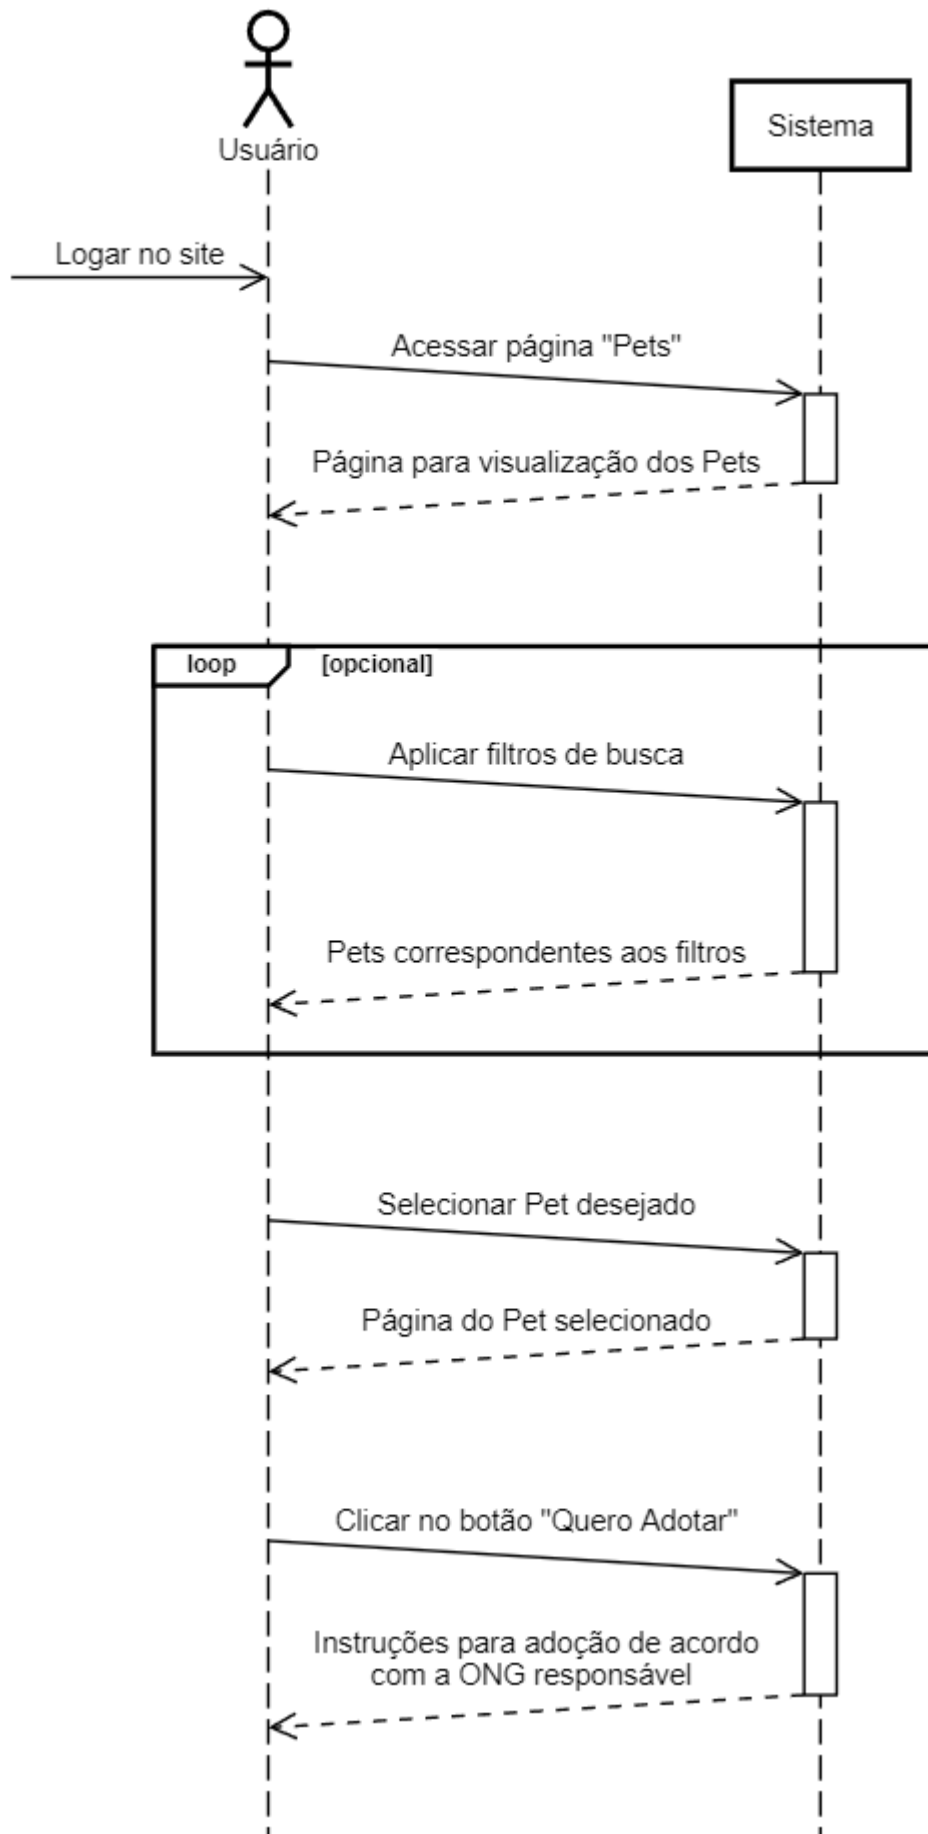 Usuário
Sistema
Logar no site
Acessar página "Pets"
Página para visualização dos Pets
loop [opcional]
Aplicar filtros de busca
Pets correspondentes aos filtros
Selecionar Pet desejado
Página do Pet selecionado
Clicar no botão "Quero Adotar"
Instruções para adoção de acordo
com a ONG responsável